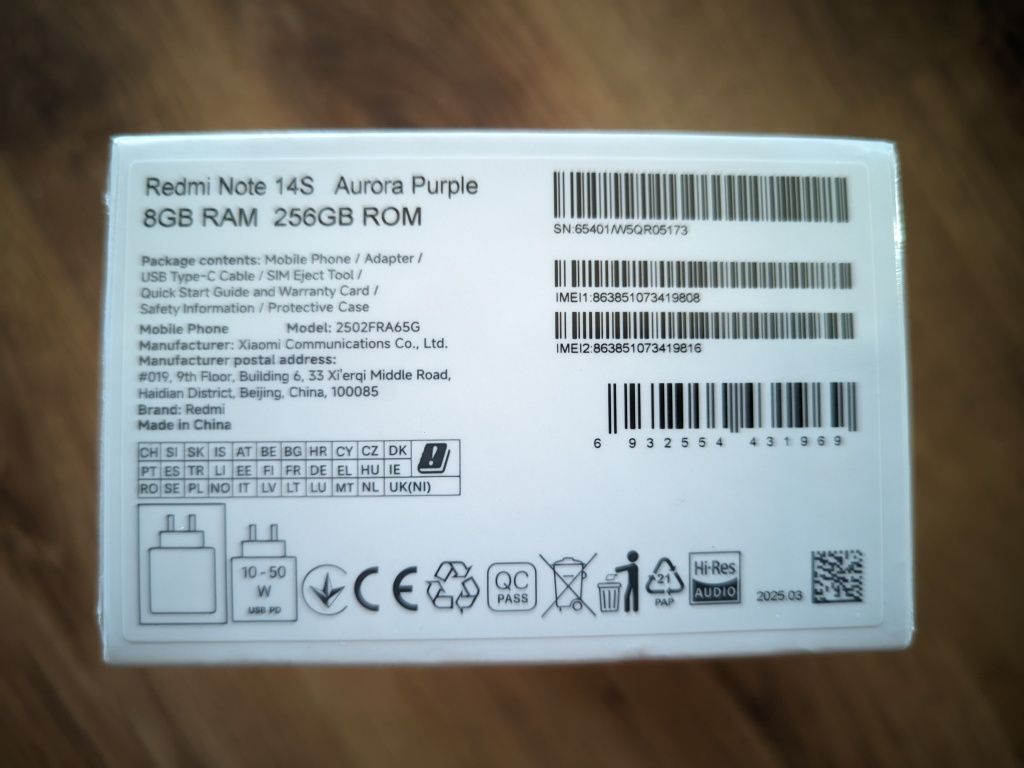 Redmi Note 14S Aurora Purple
8GB RAM 256GB ROM
Package contents: Mobile Phone / Adapter /
USB Type-C Cable / SIM Eject Tool /
Quick Start Guide and Warranty Card /
Safety Information / Protective Case
Mobile Phone Model: 2502FRA65G
Manufacturer: Xiaomi Communications Co., Ltd.
Manufacturer postal address:
#019, 9th Floor, Building 6, 33 Xi'erqi Middle Road,
Haidian District, Beijing, China, 100085
Brand: Redmi
Made in China
CH SI SK IS AT BE BG HR CY CZ DK
PT ES TR LI EE FI FR DE EL HU IE
RO SE PL NO IT LV LT LU MT NL UK(NI)
10 - 50
W
USB PD
CE
QC
PASS
21
PAP
Hi-Res
AUDIO
2025.03
SN:65401/W5QR05173
IMEI1:863851073419808
IMEI2:863851073419816
6 932554 431969